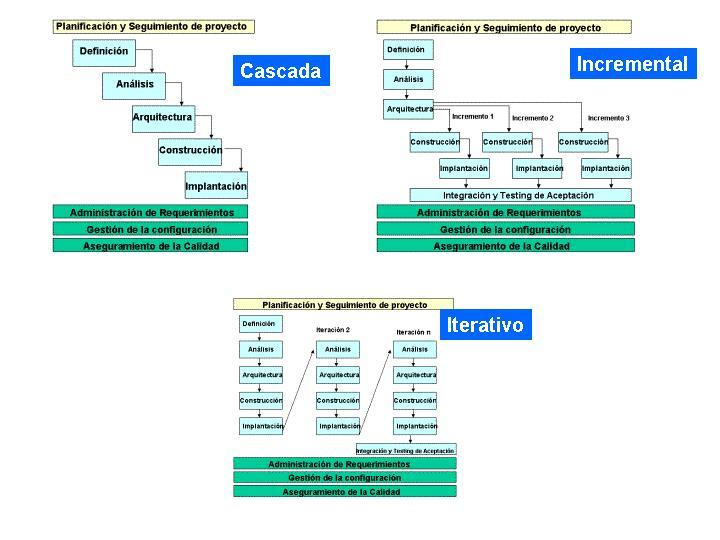 Planificación y Seguimiento de proyecto
Definición
Análisis
Arquitectura
Construcción
Implantación
Cascada
Administración de Requerimientos
Gestión de la configuración
Aseguramiento de la Calidad
Planificación y Seguimiento de proyecto
Definición
Incremental
Análisis
Arquitectura
Incremento 1
Incremento 2
Incremento 3
Construcción
Construcción
Construcción
Implantación
Implantación
Implantación
Integración y Testing de Aceptación
Administración de Requerimientos
Gestión de la configuración
Aseguramiento de la Calidad
Planificación y Seguimiento de proyecto
Iterativo
Definición
Iteración 2
Iteración n
Análisis
Análisis
Análisis
Arquitectura
Arquitectura
Arquitectura
Construcción
Construcción
Construcción
Implantación
Implantación
Implantación
Integración y Testing de Aceptación
Administración de Requerimientos
Gestión de la configuración
Aseguramiento de la Calidad